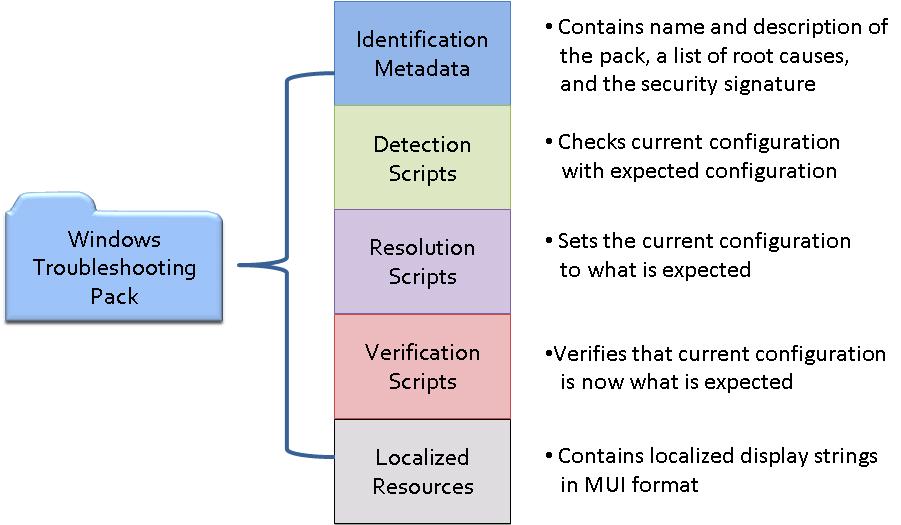 Windows
Troubleshooting
Pack
Identification
Metadata
• Contains name and description of
the pack, a list of root causes,
and the security signature
Detection
Scripts
• Checks current configuration
with expected configuration
Resolution
Scripts
• Sets the current configuration
to what is expected
Verification
Scripts
•Verifies that current configuration
is now what is expected
Localized
Resources
• Contains localized display strings
in MUI format